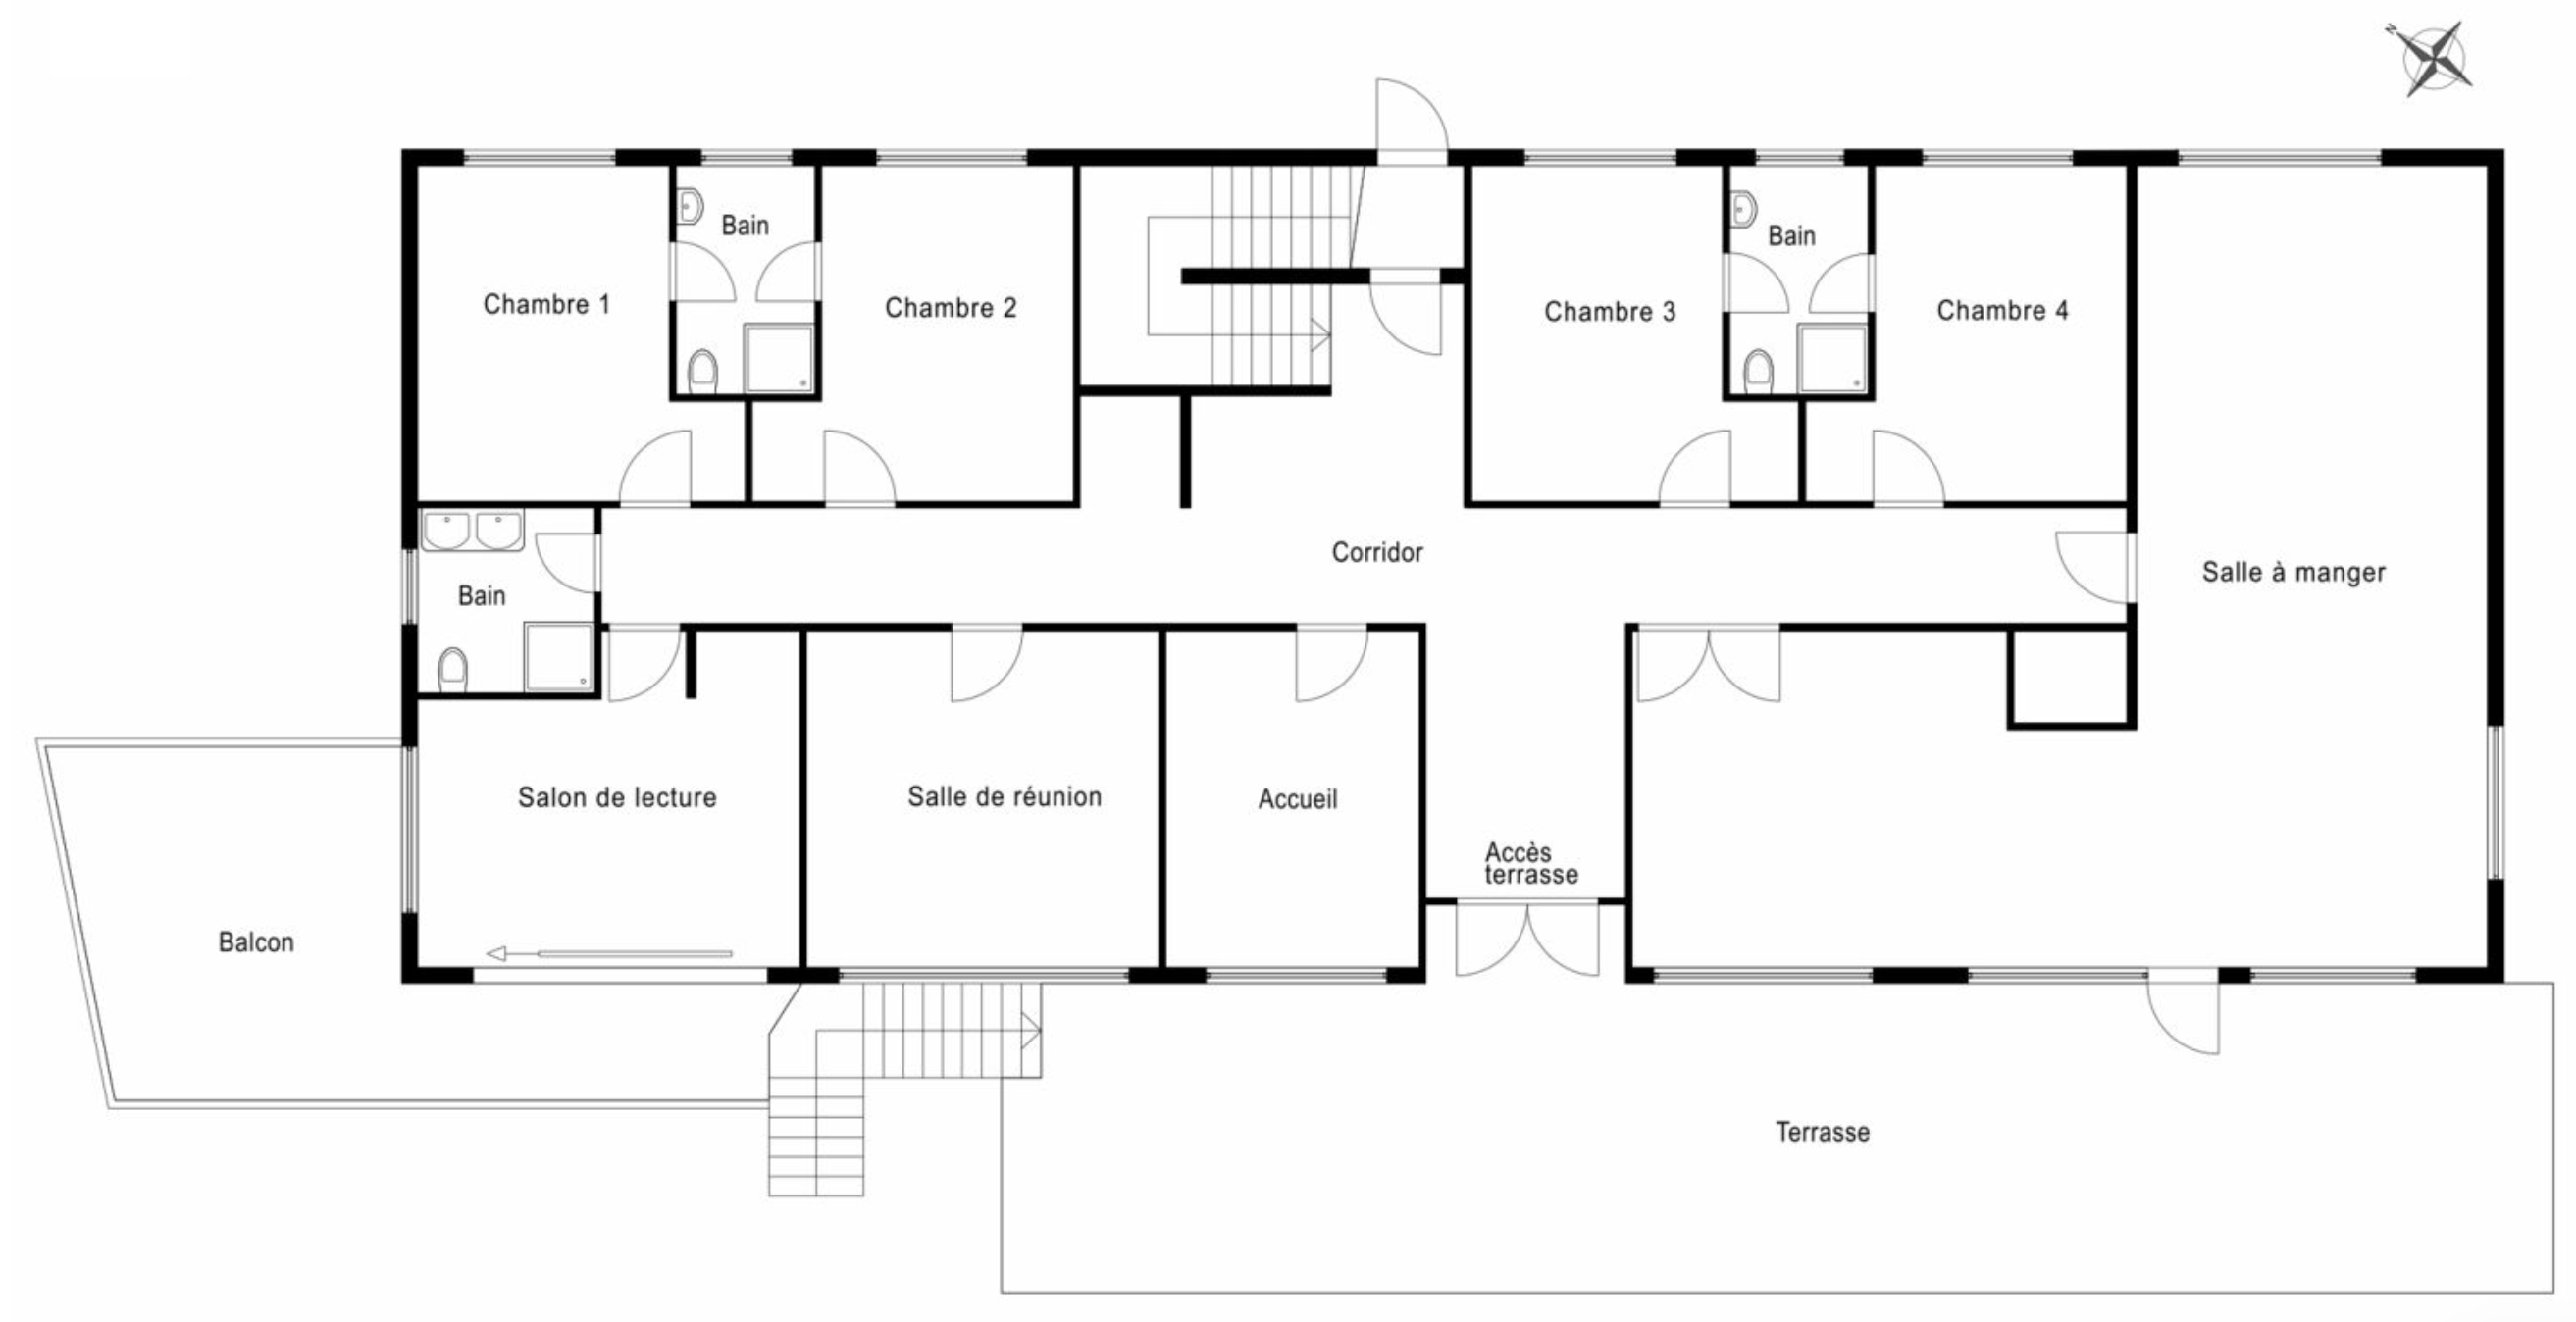 N
Bain
Bain
Chambre 1
Chambre 2
Chambre 3
Chambre 4
Corridor
Salle à manger
Bain
Salon de lecture
Salle de réunion
Accueil
Accès
terrasse
Balcon
Terrasse